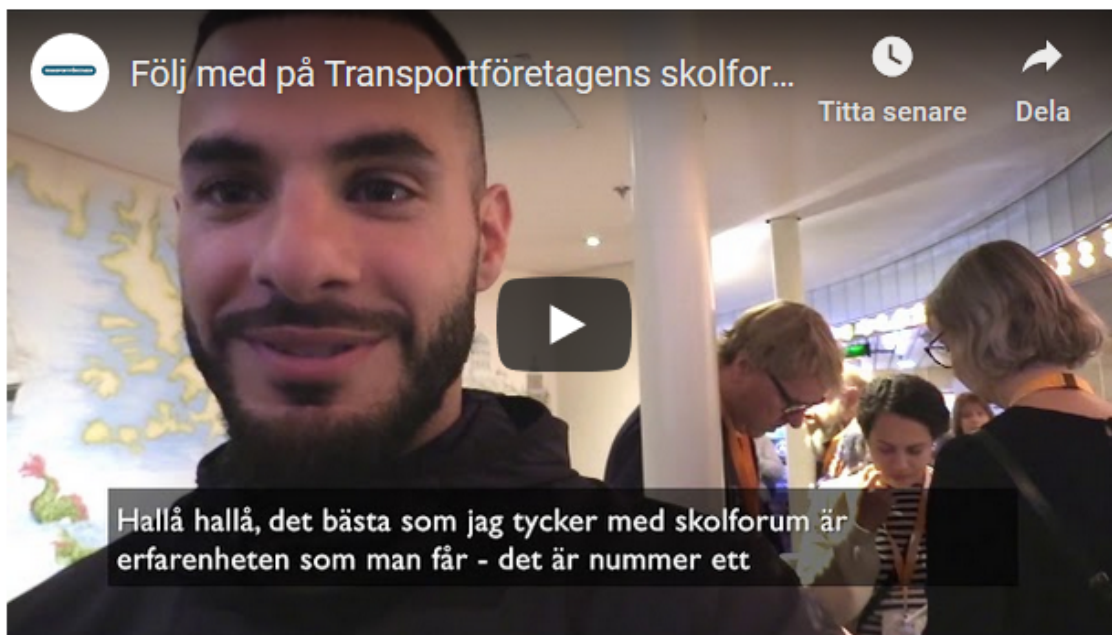 Följ med på Transportföretagens skolfor...
Titta senare
Dela
Hallå hallå, det bästa som jag tycker med skolforum är
erfarenheten som man får - det är nummer ett